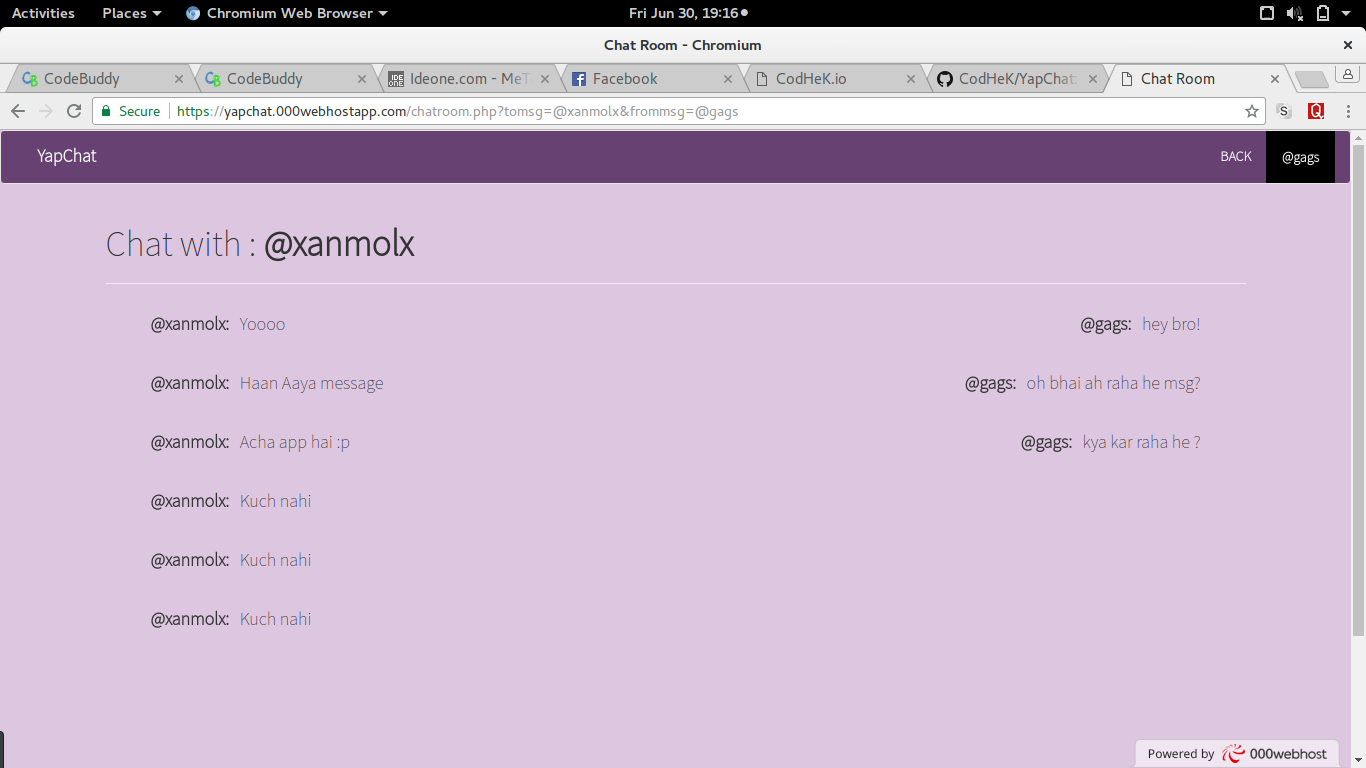 Activities Places Chromium Web Browser Fri Jun 30, 19:16
Chat Room - Chromium
CodeBuddy CodeBuddy Ideone.com - MeT Facebook CodHeK.io CodHeK/YapChat Chat Room
Secure https://yapchat.000webhostapp.com/chatroom.php?tomsg=@xanmolx&frommsg=@gags
YapChat BACK @gags
Chat with : @xanmolx
@xanmolx: Yoooo @gags: hey bro!
@xanmolx: Haan Aaya message @gags: oh bhai ah raha he msg?
@xanmolx: Acha app hai :p @gags: kya kar raha he ?
@xanmolx: Kuch nahi
@xanmolx: Kuch nahi
@xanmolx: Kuch nahi
Powered by 000webhost